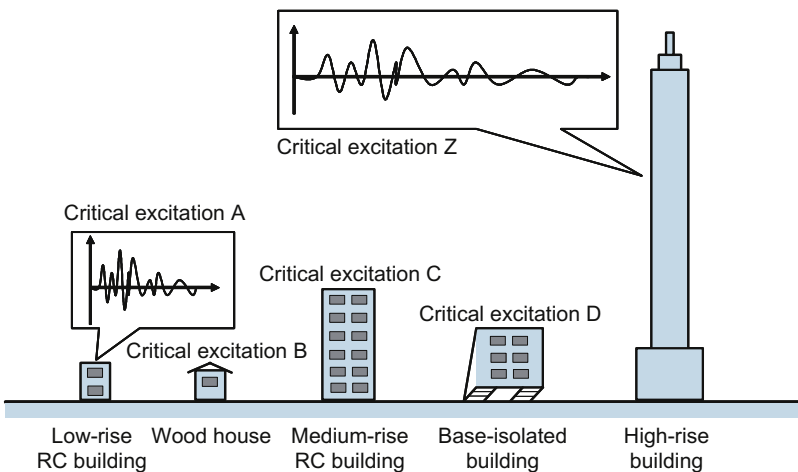 Critical excitation Z
Critical excitation A
Critical excitation C
Critical excitation D
Critical excitation B
Low-rise
RC building
Wood house
Medium-rise
RC building
Base-isolated
building
High-rise
building